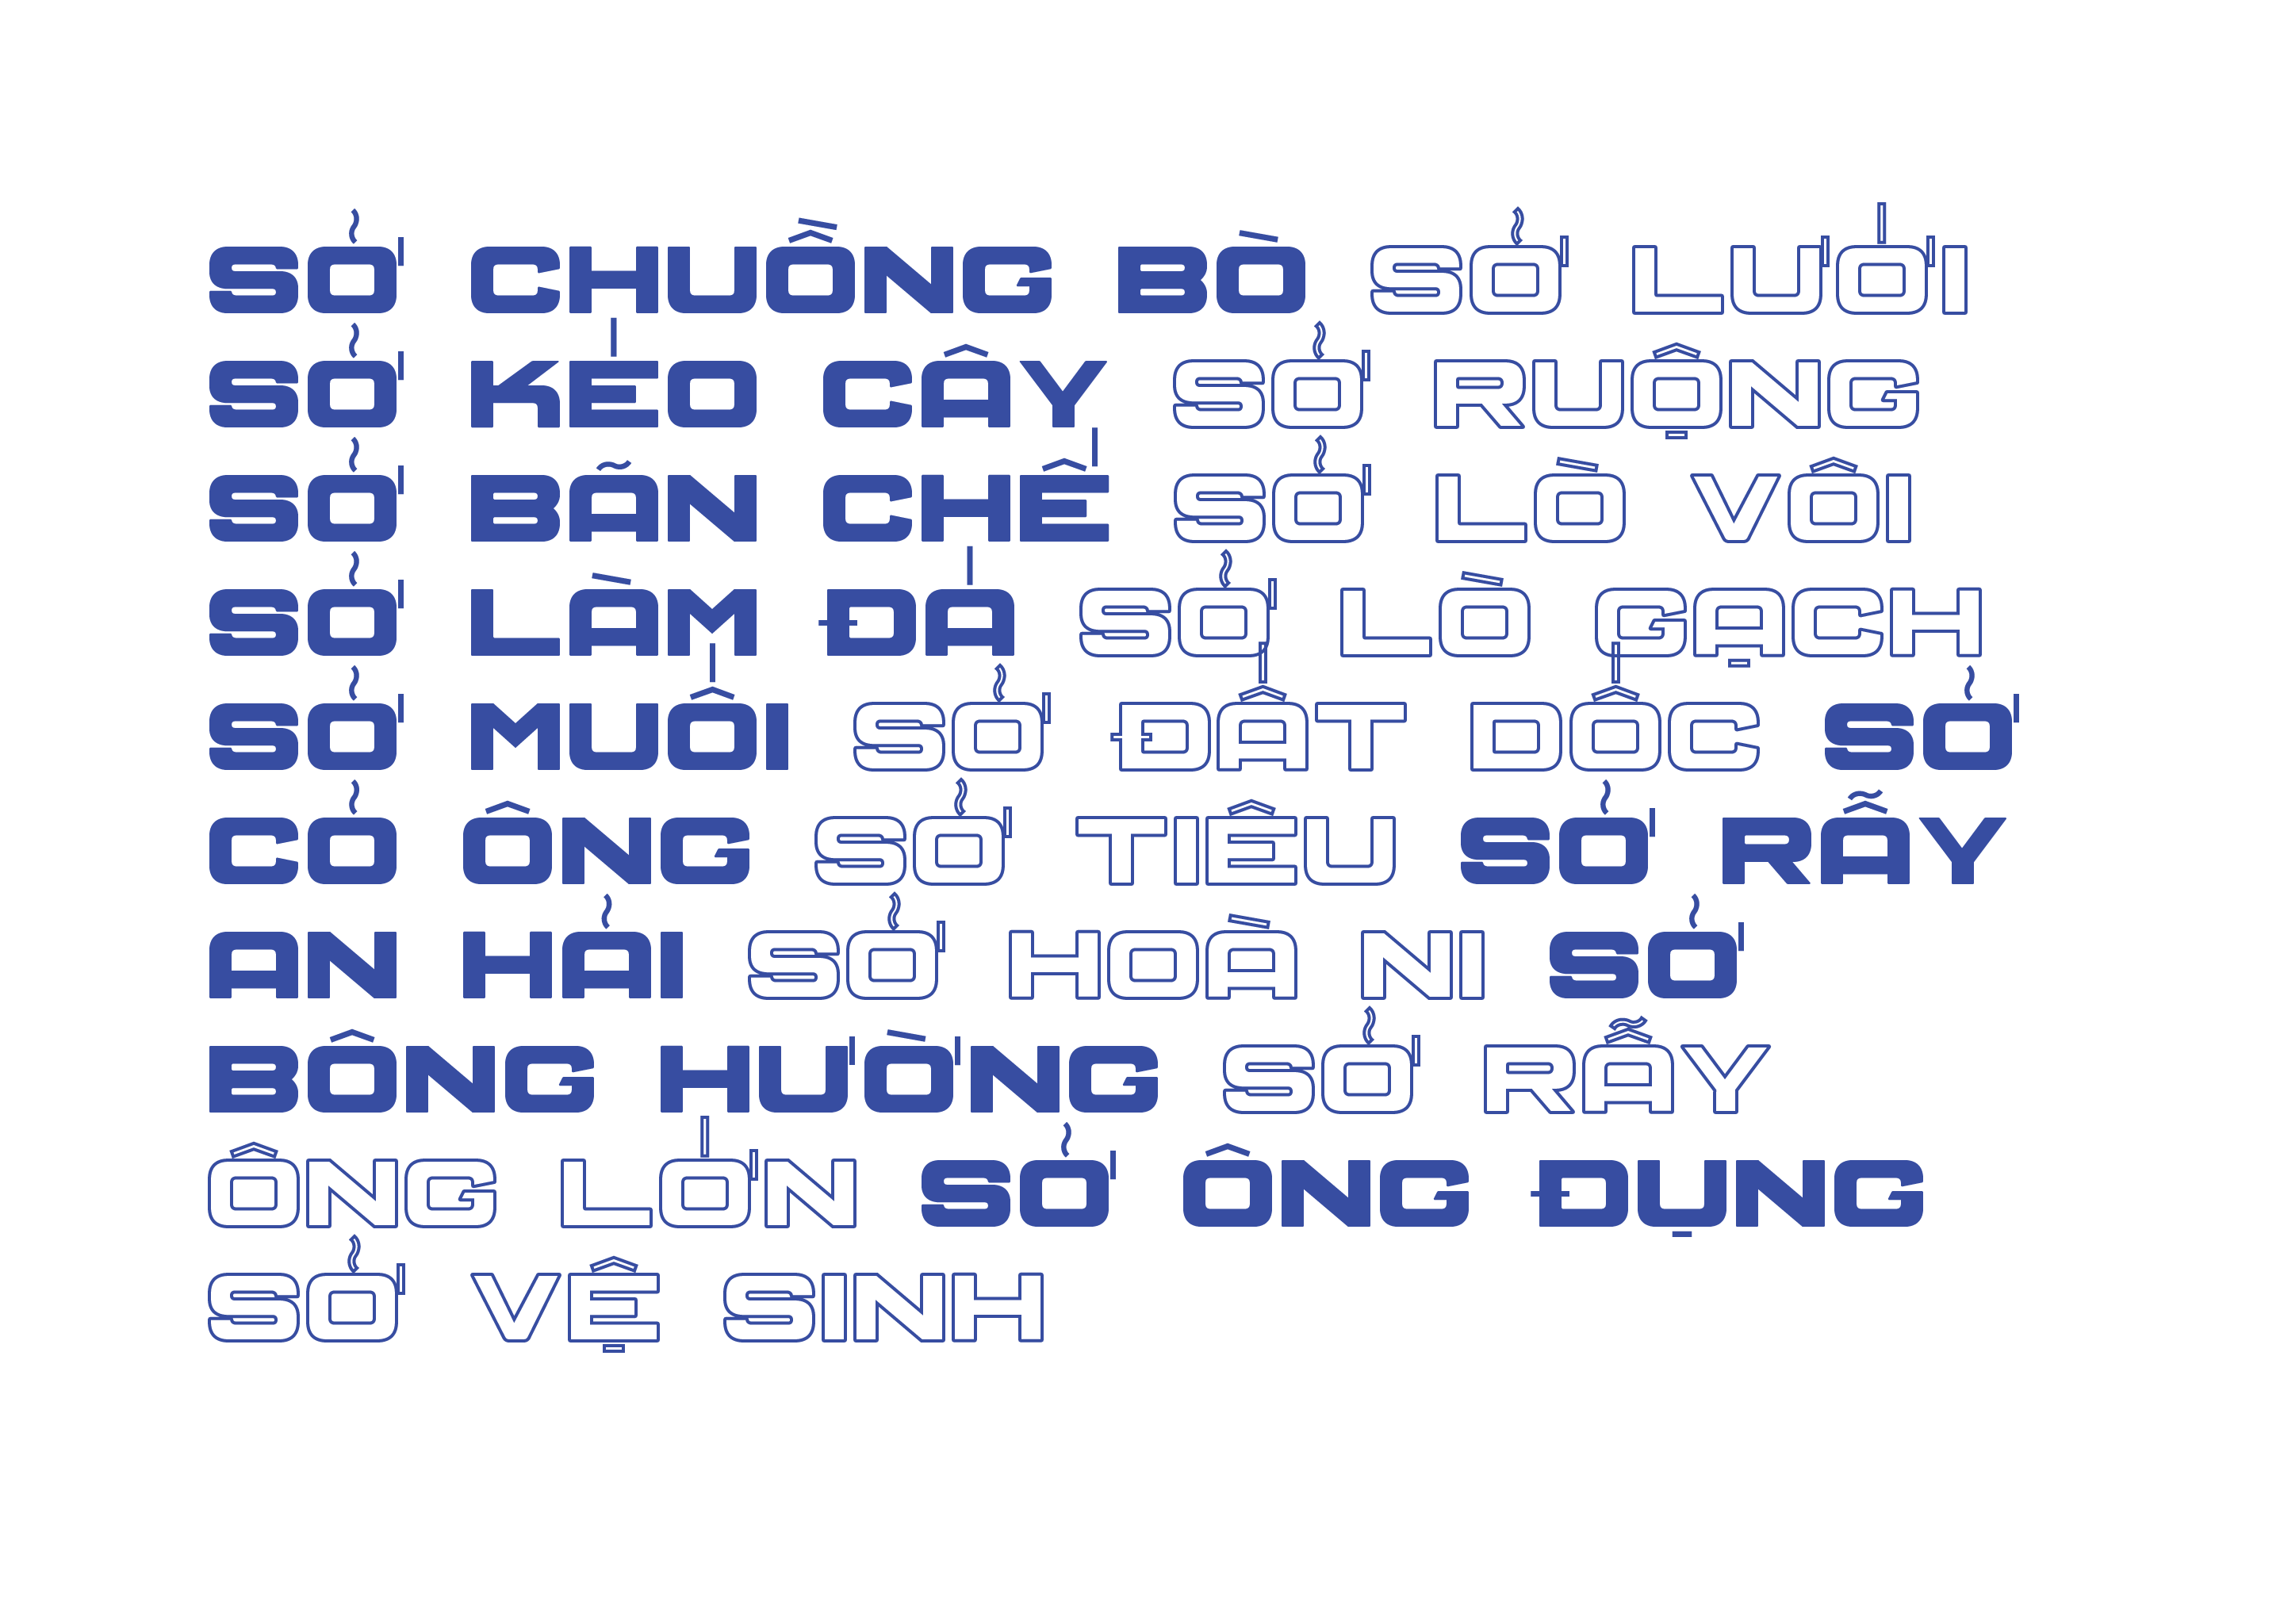 SỞ CHUỒNG BÒ SỞ LƯỚI
SỞ KÉO CÂY SỞ RUỘNG
SỞ BÃN CHẾ SỞ LÒ VÔI
SỞ LÀM ĐÁ SỞ LÒ GẠCH
SỞ MUỐI SỞ ĐẤT DỐC SỞ
CỎ ÔNG SỞ TIÊU SỞ RẪY
AN HẢI SỞ HOÀ NI SỞ
BÔNG HƯỜNG SỞ RẪY
ÔNG LỚN SỞ ÔNG ĐỤNG
SỞ VỆ SINH